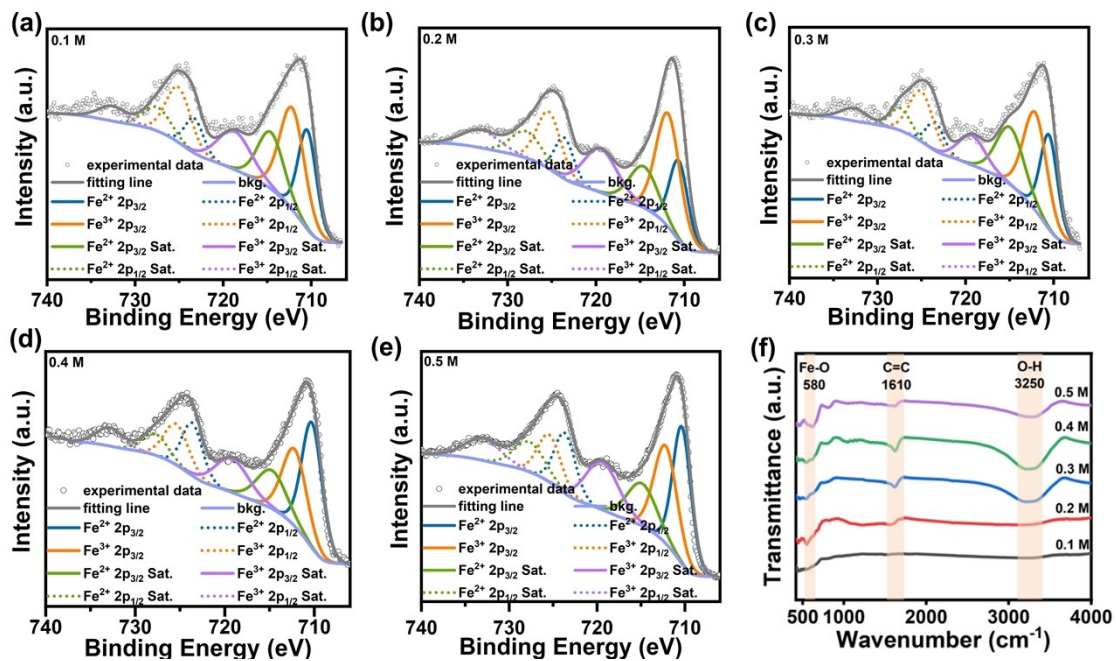 (a)
0.1 M
Intensity (a.u.)
experimental data
fitting line
bkg.
Fe²⁺ 2p₃/₂
Fe²⁺ 2p₁/₂
Fe³⁺ 2p₃/₂
Fe³⁺ 2p₁/₂
Fe²⁺ 2p₃/₂ Sat.
Fe³⁺ 2p₃/₂ Sat.
Fe²⁺ 2p₁/₂ Sat.
Fe³⁺ 2p₁/₂ Sat.
740 730 720 710
Binding Energy (eV)
(b)
0.2 M
Intensity (a.u.)
experimental data
fitting line
bkg.
Fe²⁺ 2p₃/₂
Fe²⁺ 2p₁/₂
Fe³⁺ 2p₃/₂
Fe³⁺ 2p₁/₂
Fe²⁺ 2p₃/₂ Sat.
Fe³⁺ 2p₃/₂ Sat.
Fe²⁺ 2p₁/₂ Sat.
Fe³⁺ 2p₁/₂ Sat.
740 730 720 710
Binding Energy (eV)
(c)
0.3 M
Intensity (a.u.)
experimental data
fitting line
bkg.
Fe²⁺ 2p₃/₂
Fe²⁺ 2p₁/₂
Fe³⁺ 2p₃/₂
Fe³⁺ 2p₁/₂
Fe²⁺ 2p₃/₂ Sat.
Fe³⁺ 2p₃/₂ Sat.
Fe²⁺ 2p₁/₂ Sat.
Fe³⁺ 2p₁/₂ Sat.
740 730 720 710
Binding Energy (eV)
(d)
0.4 M
Intensity (a.u.)
experimental data
fitting line
bkg.
Fe²⁺ 2p₃/₂
Fe²⁺ 2p₁/₂
Fe³⁺ 2p₃/₂
Fe³⁺ 2p₁/₂
Fe²⁺ 2p₃/₂ Sat.
Fe³⁺ 2p₃/₂ Sat.
Fe²⁺ 2p₁/₂ Sat.
Fe³⁺ 2p₁/₂ Sat.
740 730 720 710
Binding Energy (eV)
(e)
0.5 M
Intensity (a.u.)
experimental data
fitting line
bkg.
Fe²⁺ 2p₃/₂
Fe²⁺ 2p₁/₂
Fe³⁺ 2p₃/₂
Fe³⁺ 2p₁/₂
Fe²⁺ 2p₃/₂ Sat.
Fe³⁺ 2p₃/₂ Sat.
Fe²⁺ 2p₁/₂ Sat.
Fe³⁺ 2p₁/₂ Sat.
740 730 720 710
Binding Energy (eV)
(f)
Transmittance (a.u.)
Fe-O C=C O-H
580 1610 3250
0.5 M
0.4 M
0.3 M
0.2 M
0.1 M
500 1000 2000 3000 4000
Wavenumber (cm⁻¹)